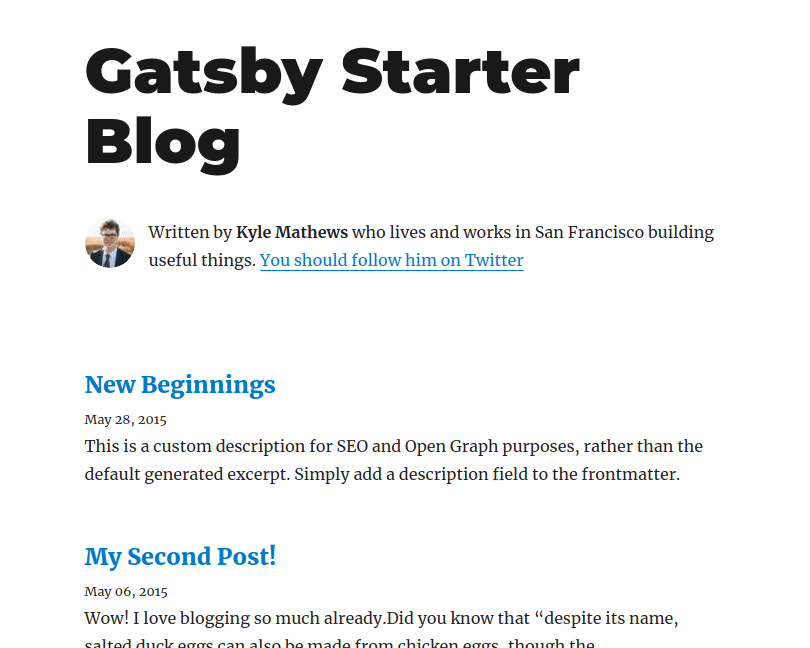 Gatsby Starter
Blog
Written by Kyle Mathews who lives and works in San Francisco building
useful things. You should follow him on Twitter
New Beginnings
May 28, 2015
This is a custom description for SEO and Open Graph purposes, rather than the
default generated excerpt. Simply add a description field to the frontmatter.
My Second Post!
May 06, 2015
Wow! I love blogging so much already.Did you know that “despite its name,
salted duck eggs can also be made from chicken eggs, though the